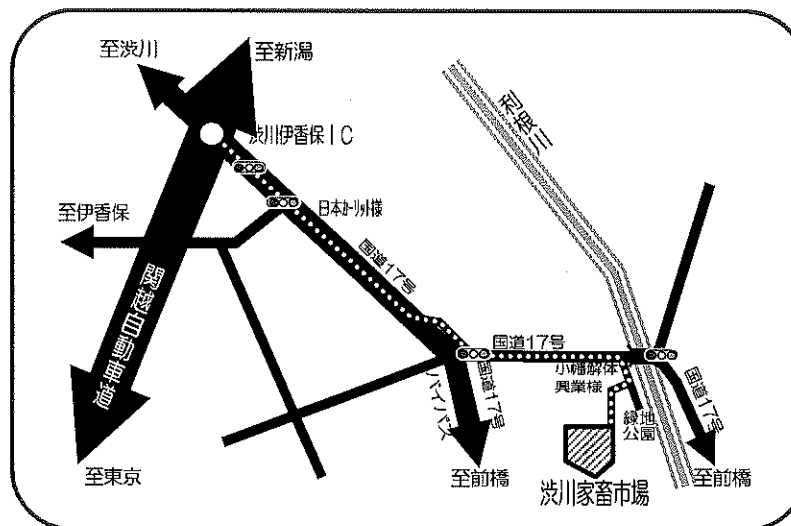 至渋川
至新潟
利根川
渋川伊香保IC
日本カーリット様
至伊香保
国道17号
関越自動車道
国道17号
小幡解体
興業様
国道17号
バイパス
国道17号
緑地
公園
至東京
至前橋
渋川家畜市場
至前橋